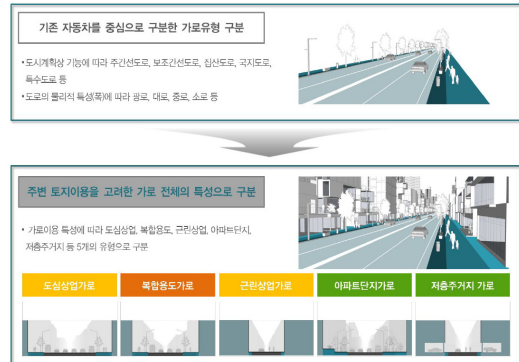 기존 자동차를 중심으로 구분한 가로유형 구분
•도시계획상 기능에 따라 주간선도로, 보조간선도로, 집산도로, 국지도로,
특수도로 등
•도로의 물리적 특성(폭)에 따라 광로, 대로, 중로, 소로 등
주변 토지이용을 고려한 가로 전체의 특성으로 구분
• 가로이용 특성에 따라 도심상업, 복합용도, 근린상업, 아파트단지,
저층주거지 등 5개의 유형으로 구분
도심상업가로 복합용도가로 근린상업가로 아파트단지가로 저층주거지 가로